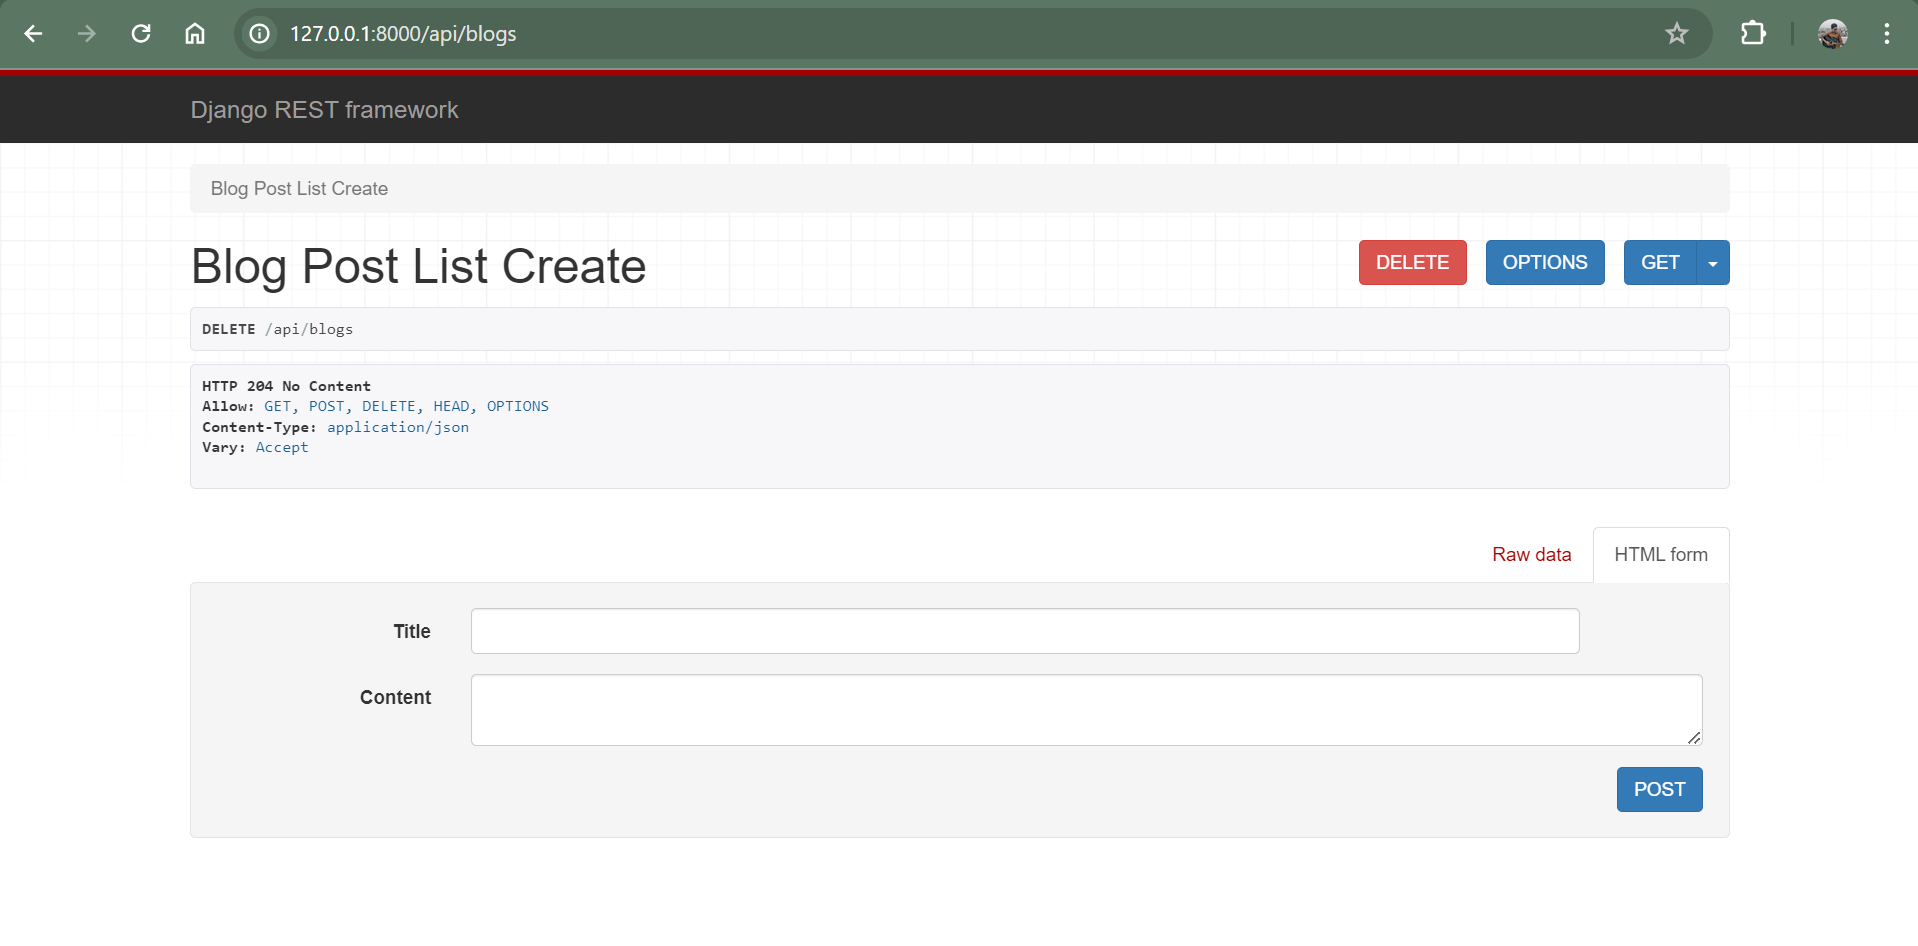 127.0.0.1:8000/api/blogs
Django REST framework
Blog Post List Create
Blog Post List Create
DELETE
OPTIONS
GET
DELETE /api/blogs
HTTP 204 No Content
Allow: GET, POST, DELETE, HEAD, OPTIONS
Content-Type: application/json
Vary: Accept
Raw data
HTML form
Title
Content
POST